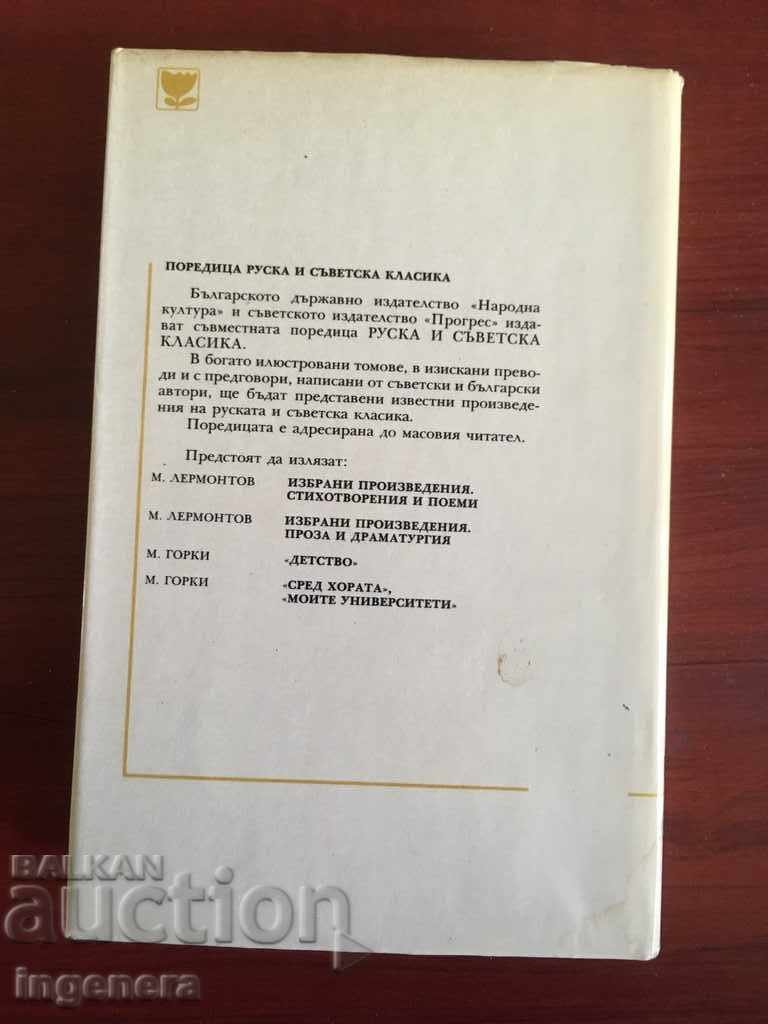 ПОРЕДИЦА РУСКА И СЪВЕТСКА КЛАСИКА
Българското държавно издателство «Народна
култура» и съветското издателство «Прогрес» изда-
ват съвместната поредица РУСКА И СЪВЕТСКА
КЛАСИКА.
В богато илюстровани томове, в изискани прево-
ди и с предговори, написани от съветски и български
автори, ще бъдат представени известни произведе-
ния на руската и съветска класика.
Поредицата е адресирана до масовия читател.
Предстоят да излязат:
М. ЛЕРМОНТОВ ИЗБРАНИ ПРОИЗВЕДЕНИЯ.
СТИХОТВОРЕНИЯ И ПОЕМИ
М. ЛЕРМОНТОВ ИЗБРАНИ ПРОИЗВЕДЕНИЯ.
ПРОЗА И ДРАМАТУРГИЯ
М. ГОРКИ «ДЕТСТВО»
М. ГОРКИ «СРЕД ХОРАТА»,
«МОИТЕ УНИВЕРСИТЕТИ»
BALKAN
auction
ingenera